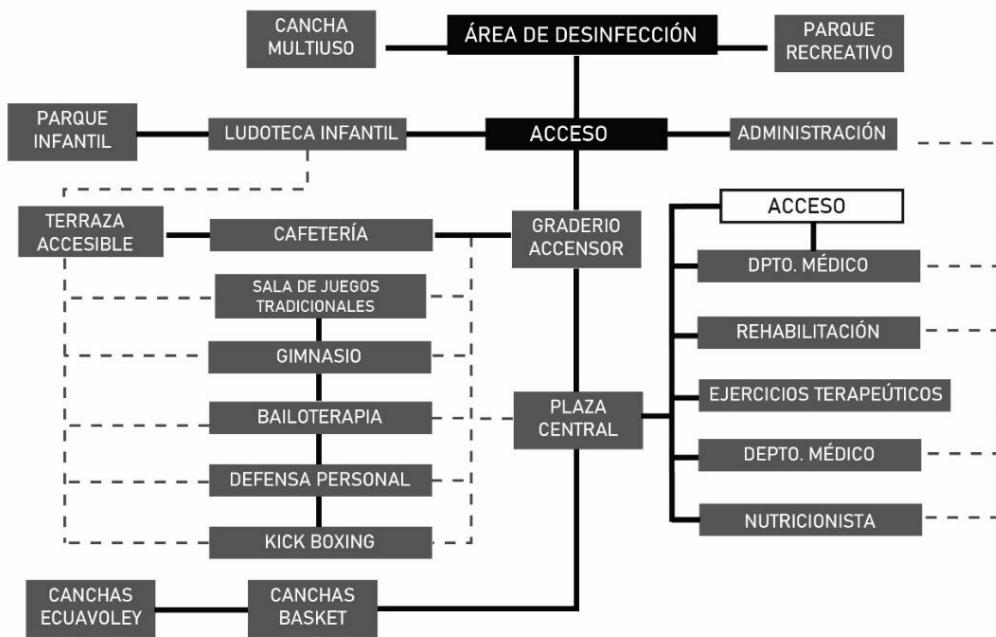 CANCHA
MULTIUSO
ÁREA DE DESINFECCIÓN
PARQUE
RECREATIVO
PARQUE
INFANTIL
LUDOTECA INFANTIL
ACCESO
ADMINISTRACIÓN
TERRAZA
ACCESIBLE
CAFETERÍA
GRADERIO
ACCENSOR
ACCESO
DPTO. MÉDICO
SALA DE JUEGOS
TRADICIONALES
REHABILITACIÓN
GIMNASIO
EJERCICIOS TERAPEÚTICOS
BAILOTERAPIA
PLAZA
CENTRAL
DEPTO. MÉDICO
DEFENSA PERSONAL
NUTRICIONISTA
KICK BOXING
CANCHAS
ECUAVOLEY
CANCHAS
BASKET